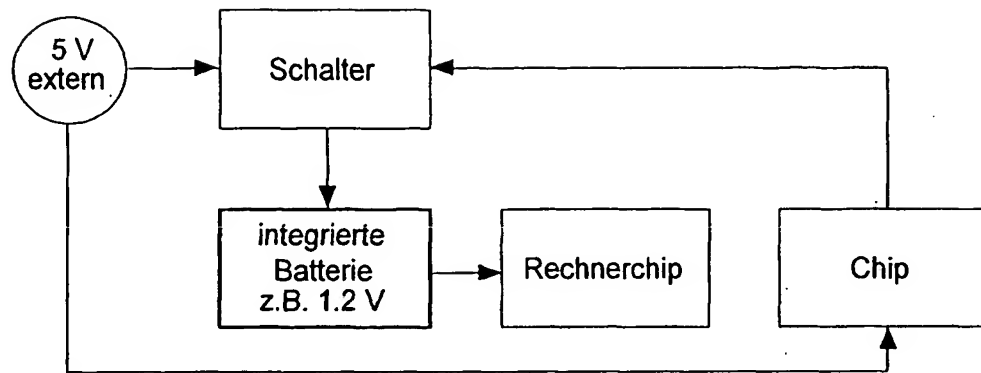 5 V
extern
Schalter
integrierte
Batterie
z.B. 1.2 V
Rechnerchip
Chip